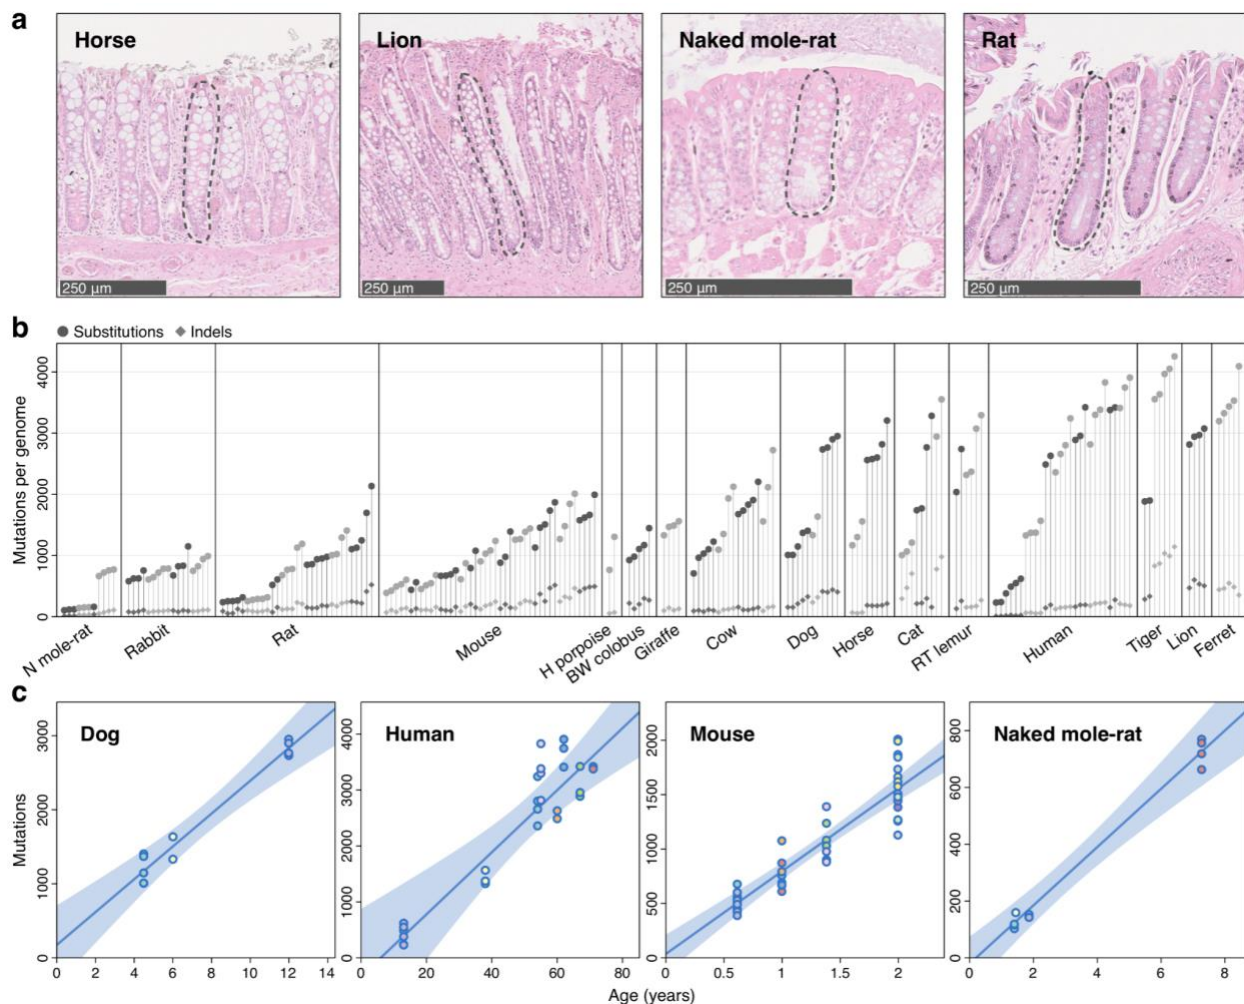 a
Horse
Lion
Naked mole-rat
Rat
250 µm
250 µm
250 µm
250 µm
b
Substitutions
Indels
Mutations per genome
4000
3000
2000
1000
0
N mole-rat
Rabbit
Rat
Mouse
H porpoise
BW colobus
Giraffe
Cow
Dog
Horse
Cat
RT lemur
Human
Tiger
Lion
Ferret
c
Dog
Human
Mouse
Naked mole-rat
Mutations
3000
2000
1000
0
0 2 4 6 8 10 12 14
4000
3000
2000
1000
0
0 20 40 60 80
2000
1500
1000
500
0
0 0.5 1 1.5 2
800
600
400
200
0
0 2 4 6 8
Age (years)